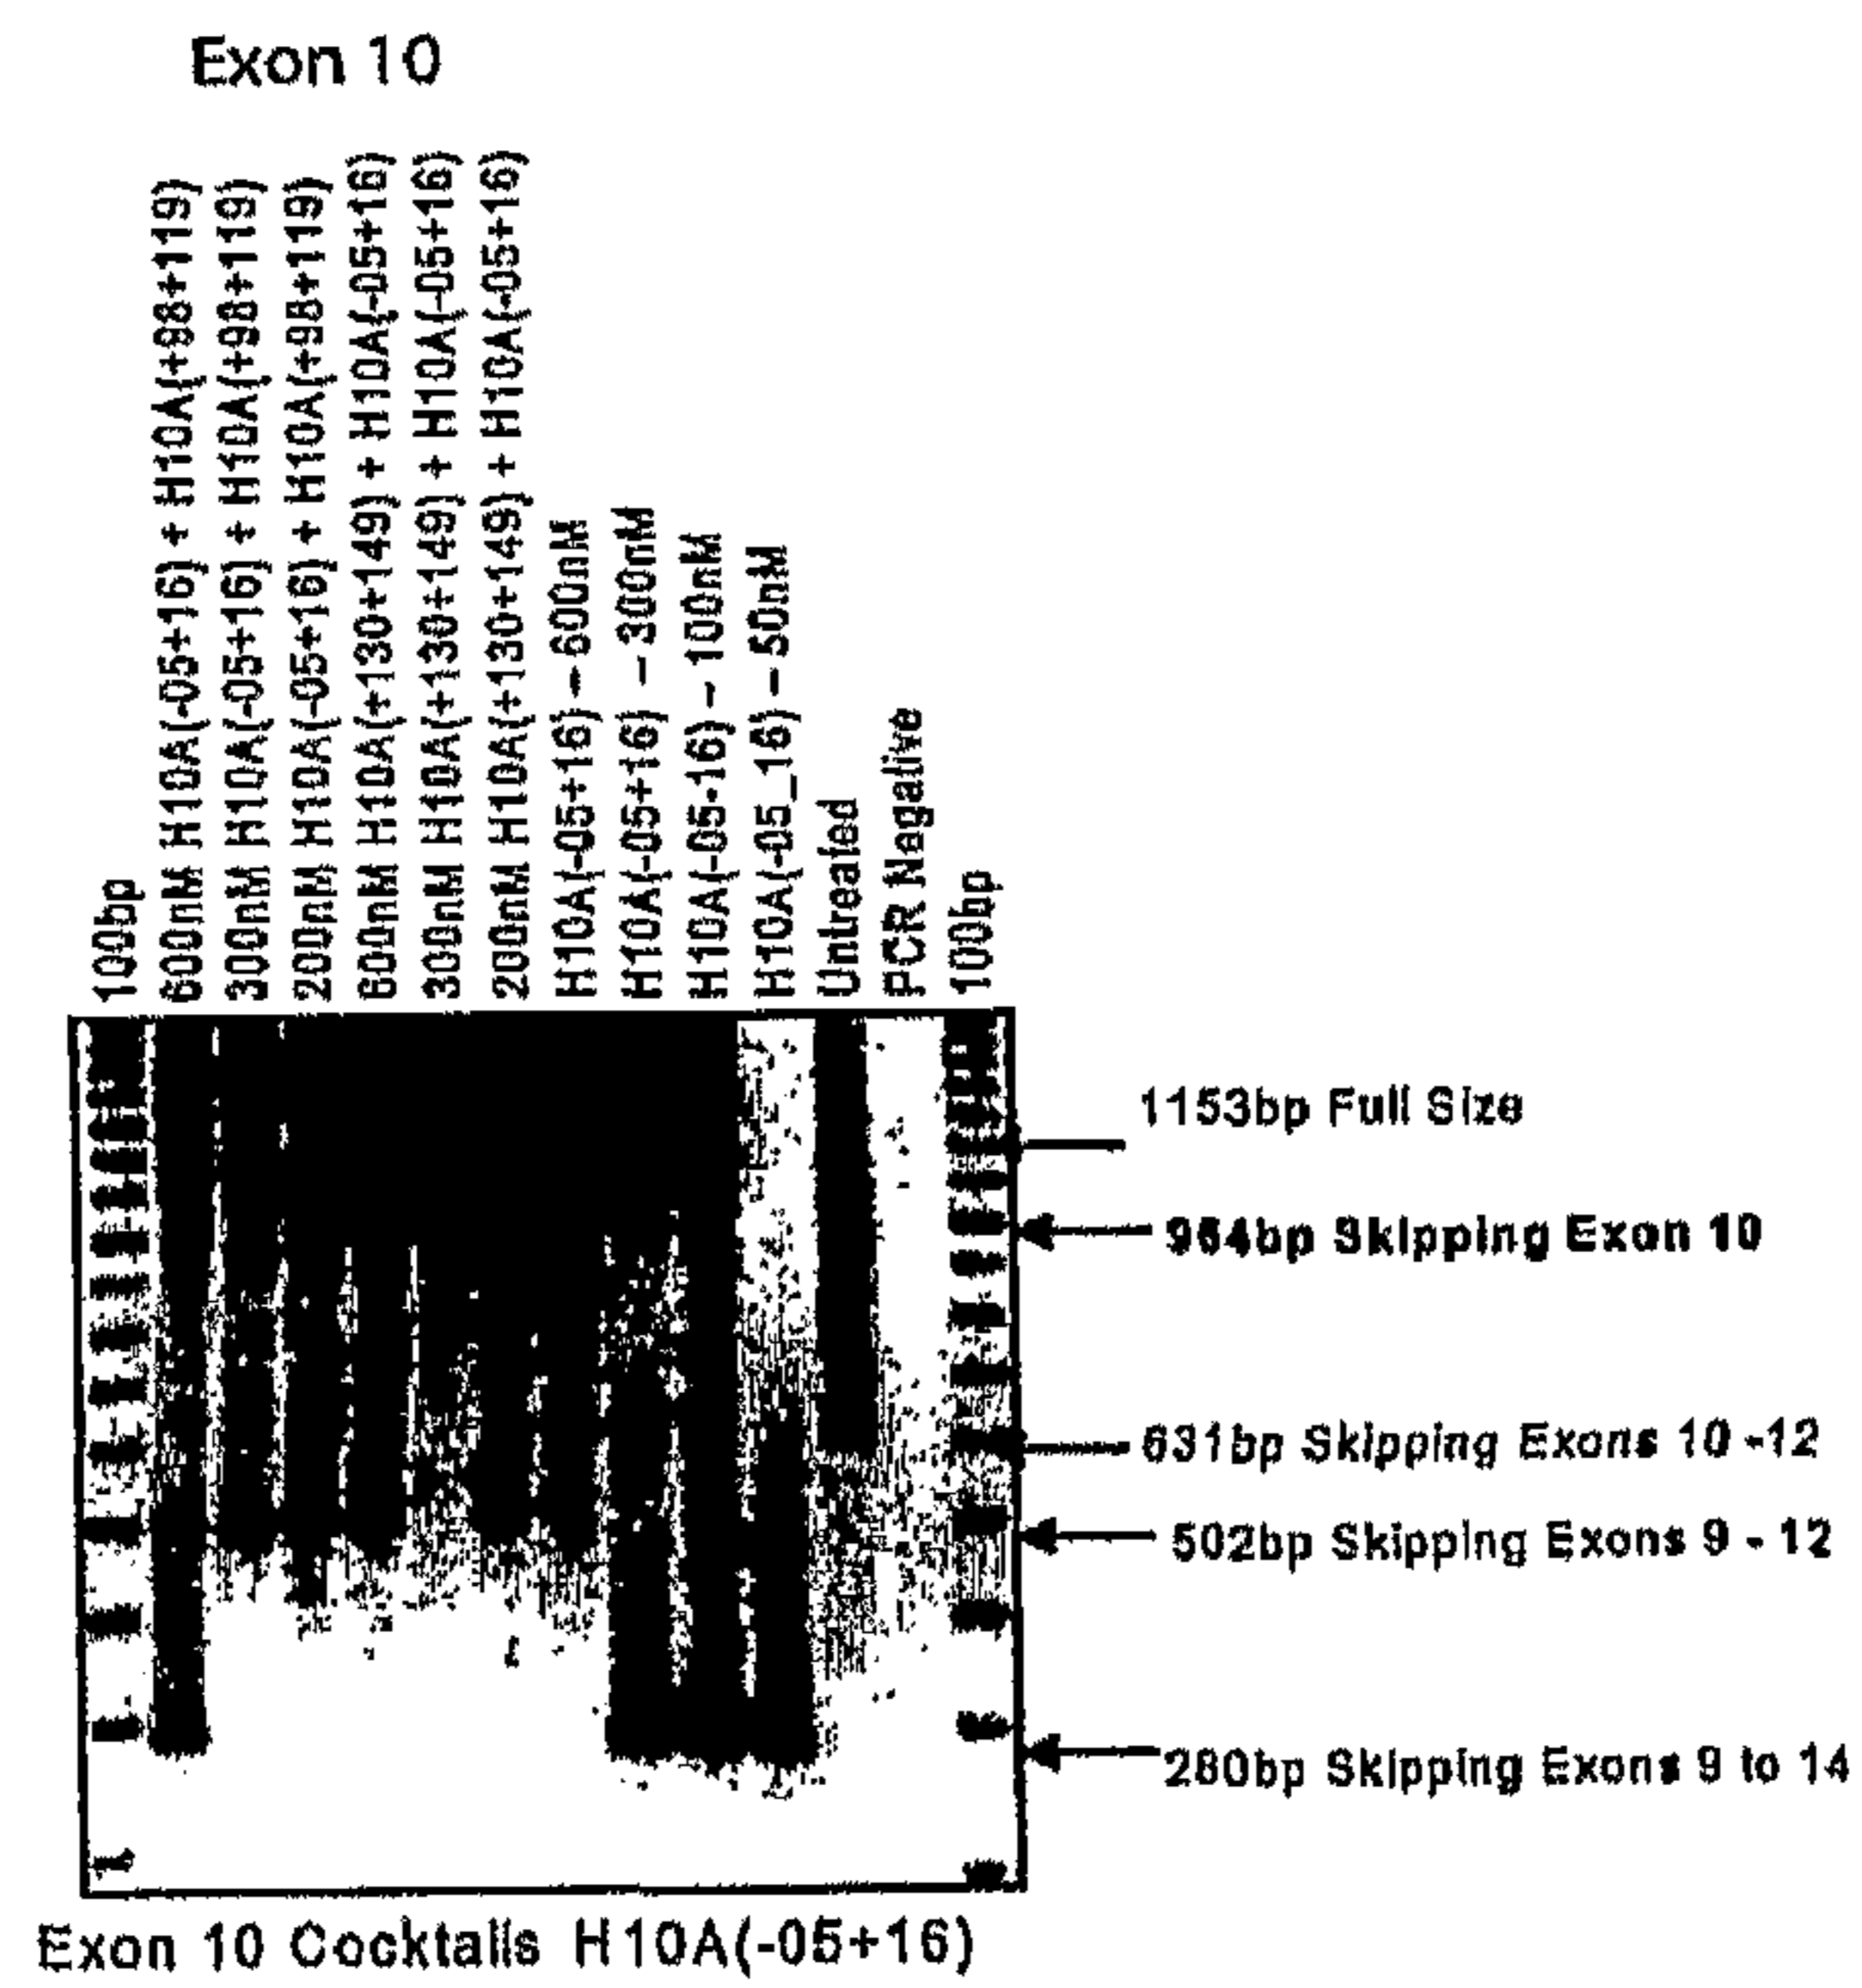 Exon 10
100bp
600nM H10A(-05+16) + H10A(+98+119)
300nM H10A(-05+16) + H10A(+98+119)
200nM H10A(-05+16) + H10A(+98+119)
600nM H10A(+130+149) + H10A(-05+16)
300nM H10A(+130+149) + H10A(-05+16)
200nM H10A(+130+149) + H10A(-05+16)
H10A(-05+16) – 600nM
H10A(-05+16) – 300nM
H10A(-05-16) – 100nM
H10A(-05_16) – 50nM
Untreated
PCR Negative
100bp
1153bp Full Size
964bp Skipping Exon 10
631bp Skipping Exons 10 -12
502bp Skipping Exons 9 - 12
280bp Skipping Exons 9 to 14
Exon 10 Cocktails H10A(-05+16)